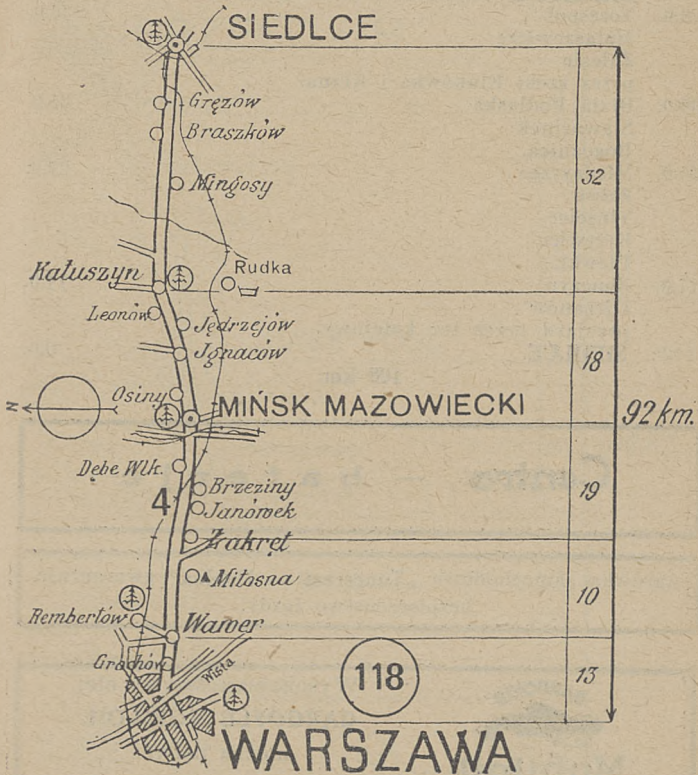 SIEDLCE
Gręzów
Braszków
Mingosy
32
Kałuszyn
Rudka
Leonów
Jędrzejów
Jgnaców
18
Osiny
N
MIŃSK MAZOWIECKI
92 km.
Dębe Wlk.
Brzeziny
4
Janówek
19
Zakręt
Miłosna
10
Rembertów
Wawer
Grochów
Wisła
118
13
WARSZAWA